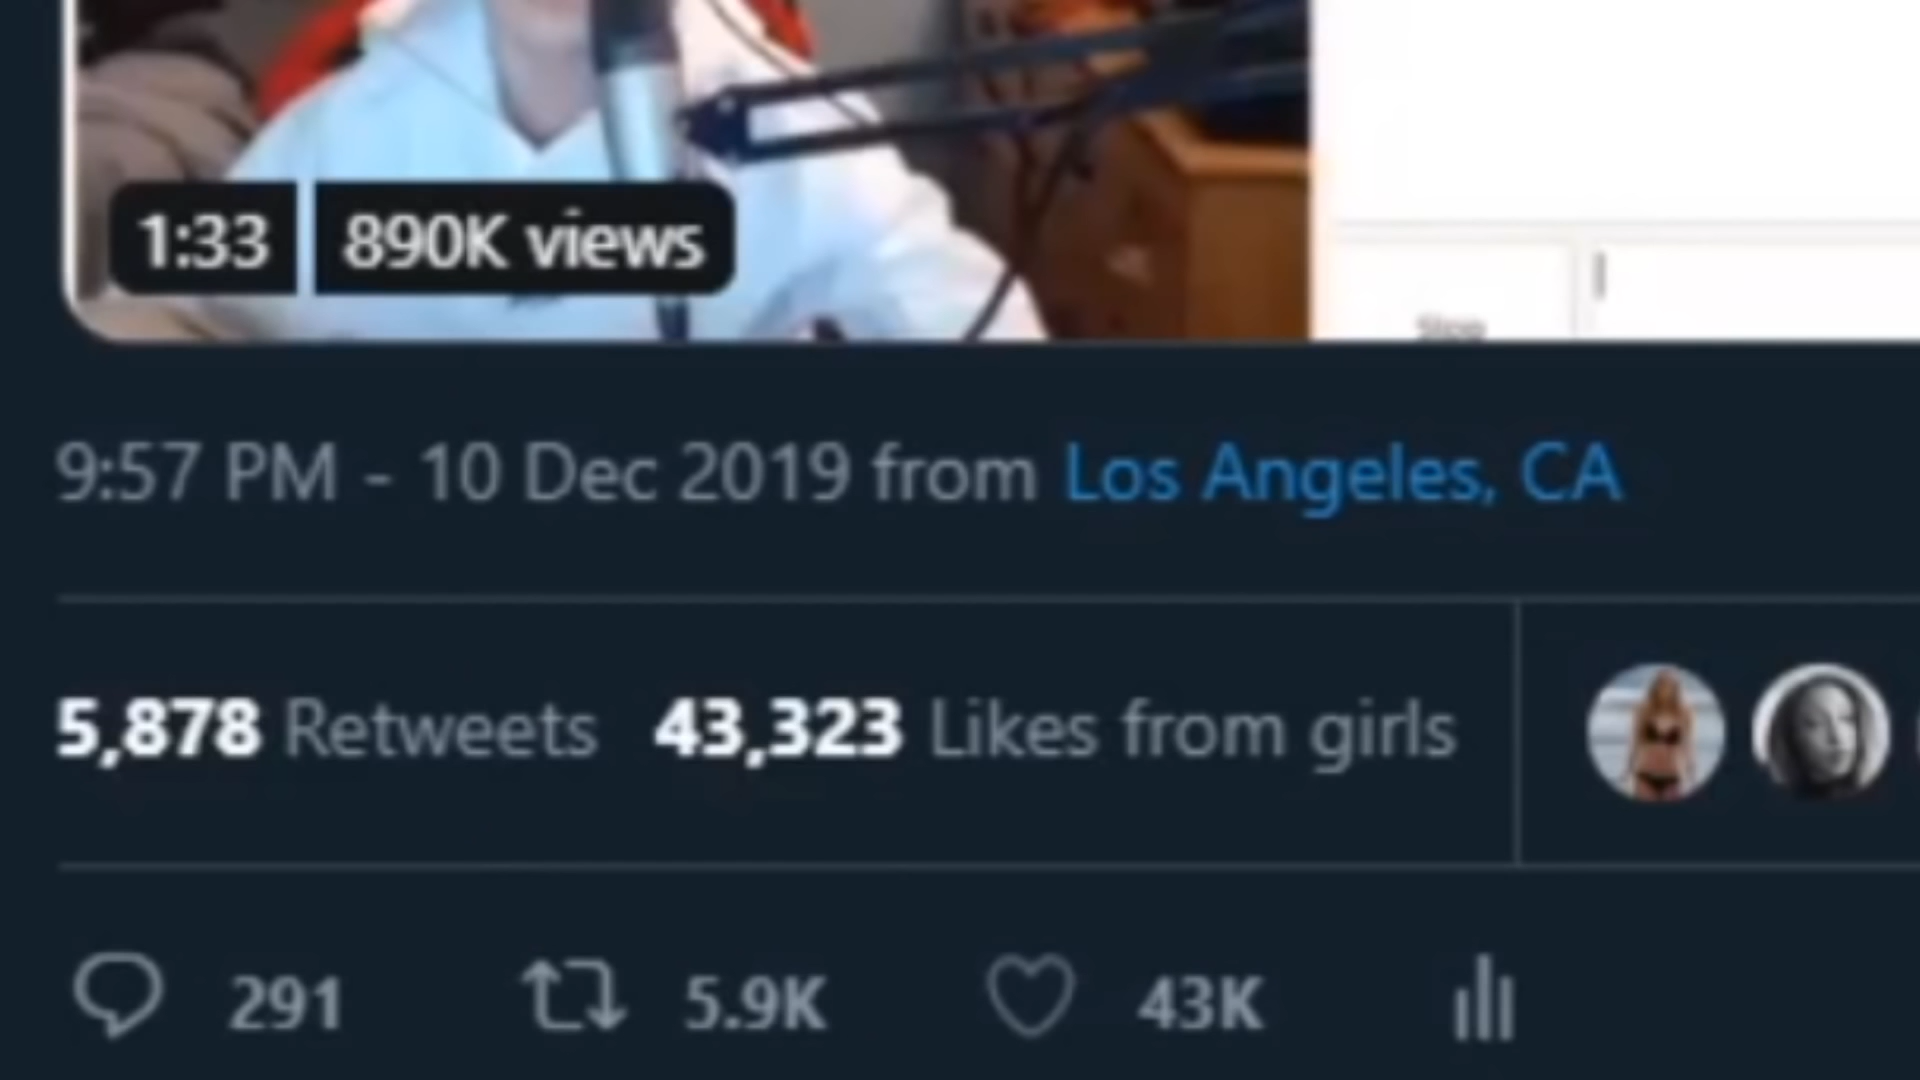 1:33 890K views
Stop
9:57 PM - 10 Dec 2019 from Los Angeles, CA
5,878 Retweets 43,323 Likes from girls
291 5.9K 43K